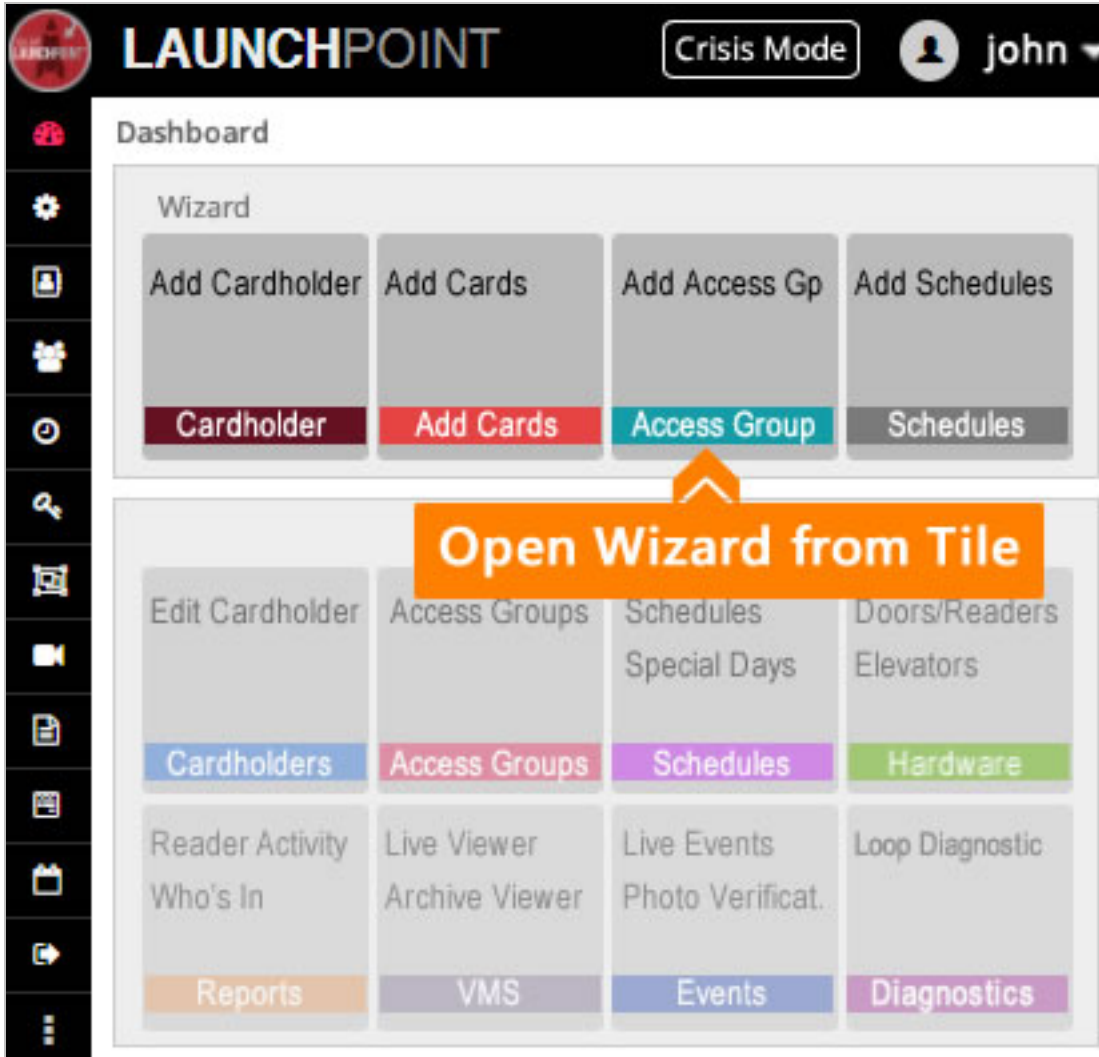 LAUNCHPOINT
LAUNCHPOINT Crisis Mode john
Dashboard
Wizard
Add Cardholder Add Cards Add Access Gp Add Schedules
Cardholder Add Cards Access Group Schedules
Open Wizard from Tile
Edit Cardholder Access Groups Schedules Doors/Readers
Special Days Elevators
Cardholders Access Groups Schedules Hardware
Reader Activity Live Viewer Live Events Loop Diagnostic
Who's In Archive Viewer Photo Verificat.
Reports VMS Events Diagnostics